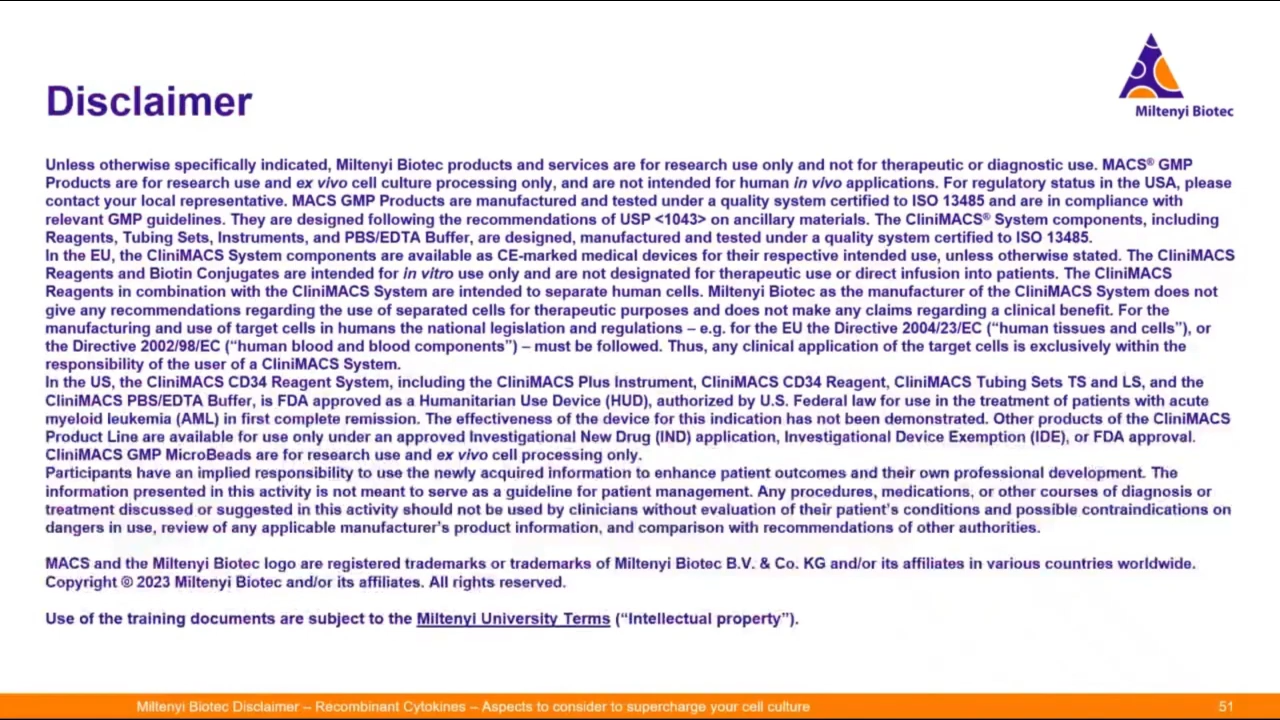 Disclaimer
Miltenyi Biotec
Unless otherwise specifically indicated, Miltenyi Biotec products and services are for research use only and not for therapeutic or diagnostic use. MACS® GMP
Products are for research use and ex vivo cell culture processing only, and are not intended for human in vivo applications. For regulatory status in the USA, please
contact your local representative. MACS GMP Products are manufactured and tested under a quality system certified to ISO 13485 and are in compliance with
relevant GMP guidelines. They are designed following the recommendations of USP <1043> on ancillary materials. The CliniMACS® System components, including
Reagents, Tubing Sets, Instruments, and PBS/EDTA Buffer, are designed, manufactured and tested under a quality system certified to ISO 13485.
In the EU, the CliniMACS System components are available as CE-marked medical devices for their respective intended use, unless otherwise stated. The CliniMACS
Reagents and Biotin Conjugates are intended for in vitro use only and are not designated for therapeutic use or direct infusion into patients. The CliniMACS
Reagents in combination with the CliniMACS System are intended to separate human cells. Miltenyi Biotec as the manufacturer of the CliniMACS System does not
give any recommendations regarding the use of separated cells for therapeutic purposes and does not make any claims regarding a clinical benefit. For the
manufacturing and use of target cells in humans the national legislation and regulations – e.g. for the EU the Directive 2004/23/EC (“human tissues and cells”), or
the Directive 2002/98/EC (“human blood and blood components”) – must be followed. Thus, any clinical application of the target cells is exclusively within the
responsibility of the user of a CliniMACS System.
In the US, the CliniMACS CD34 Reagent System, including the CliniMACS Plus Instrument, CliniMACS CD34 Reagent, CliniMACS Tubing Sets TS and LS, and the
CliniMACS PBS/EDTA Buffer, is FDA approved as a Humanitarian Use Device (HUD), authorized by U.S. Federal law for use in the treatment of patients with acute
myeloid leukemia (AML) in first complete remission. The effectiveness of the device for this indication has not been demonstrated. Other products of the CliniMACS
Product Line are available for use only under an approved Investigational New Drug (IND) application, Investigational Device Exemption (IDE), or FDA approval.
CliniMACS GMP MicroBeads are for research use and ex vivo cell processing only.
Participants have an implied responsibility to use the newly acquired information to enhance patient outcomes and their own professional development. The
information presented in this activity is not meant to serve as a guideline for patient management. Any procedures, medications, or other courses of diagnosis or
treatment discussed or suggested in this activity should not be used by clinicians without evaluation of their patient’s conditions and possible contraindications on
dangers in use, review of any applicable manufacturer’s product information, and comparison with recommendations of other authorities.
MACS and the Miltenyi Biotec logo are registered trademarks or trademarks of Miltenyi Biotec B.V. & Co. KG and/or its affiliates in various countries worldwide.
Copyright © 2023 Miltenyi Biotec and/or its affiliates. All rights reserved.
Use of the training documents are subject to the Miltenyi University Terms (“Intellectual property”).
Miltenyi Biotec Disclaimer – Recombinant Cytokines – Aspects to consider to supercharge your cell culture
51